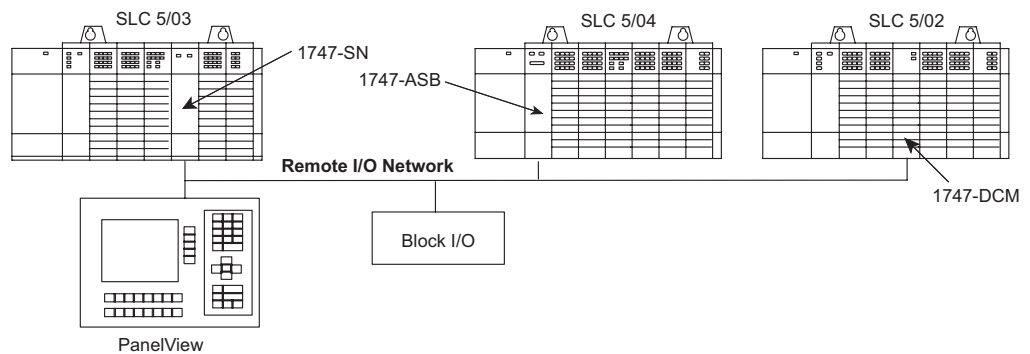 SLC 5/03
SLC 5/04
SLC 5/02
1747-SN
1747-ASB
Remote I/O Network
1747-DCM
Block I/O
PanelView